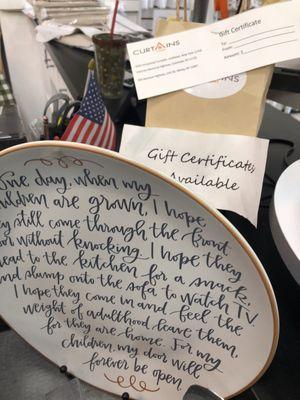 CURTAINS
Gift Certificate
To:
From:
Amount: $
Gift Certificates
Available
One day, when my
children are grown, I hope
they still come through the front
door without knocking. I hope they
head to the kitchen for a snack,
and slump onto the sofa to watch TV.
I hope they come in and feel the
weight of adulthood leave them,
for they are home. For my
children, my door will
forever be open